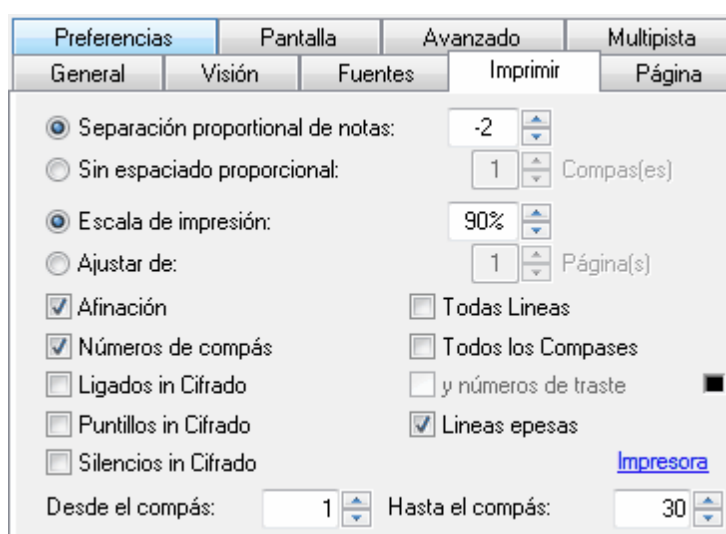 Preferencias Pantalla Avanzado Multipista
General Visión Fuentes Imprimir Página
Separación proportional de notas: -2
Sin espaciado proporcional: 1 Compas(es)
Escala de impresión: 90%
Ajustar de: 1 Página(s)
Afinación Todas Lineas
Números de compás Todos los Compases
Ligados in Cifrado y números de traste
Puntillos in Cifrado Lineas epesas
Silencios in Cifrado Impresora
Desde el compás: 1 Hasta el compás: 30